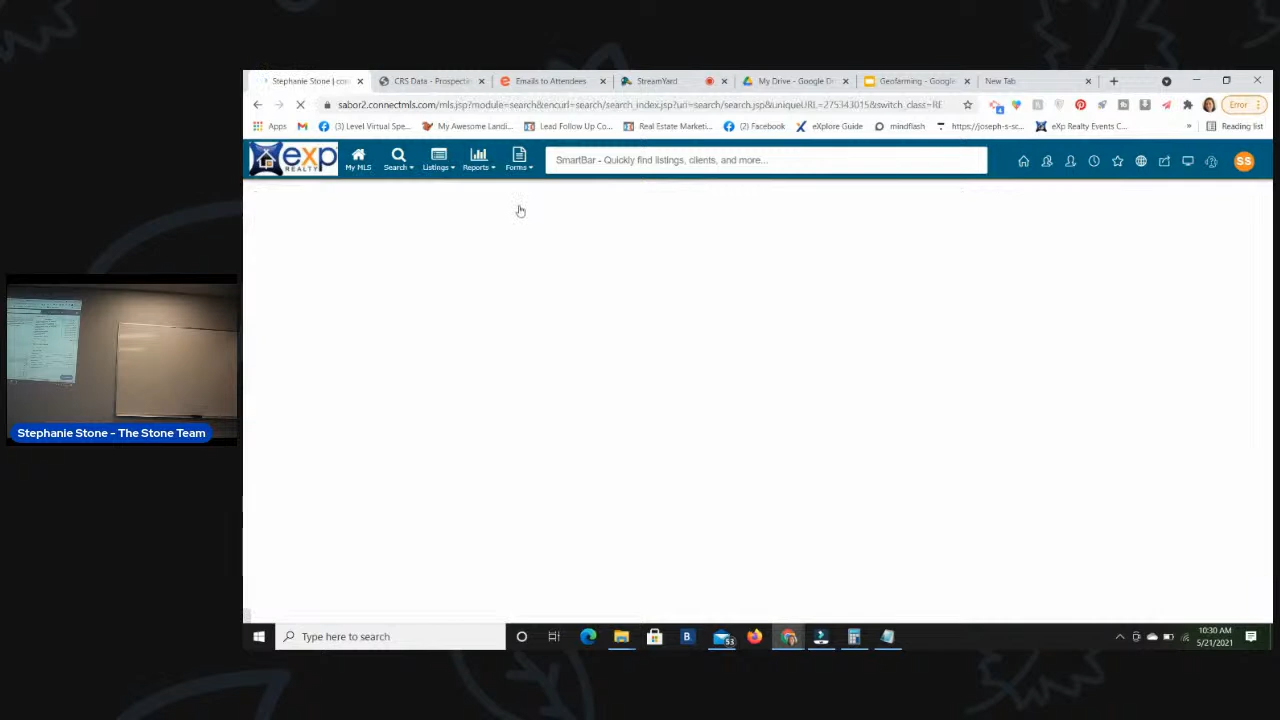 Stephanie Stone | con
CRS Data - Prospectin
Emails to Attendees
StreamYard
My Drive - Google Dr
Geofarming - Google
New Tab
sabor2.connectmls.com/mls.jsp?module=search&encurl=search/search_index.jsp?uri=search/search.jsp&uniqueURL=275343015&switch_class=RE
Error
Apps
(3) Level Virtual Spe...
My Awesome Landi...
Lead Follow Up Co...
Real Estate Marketi...
(2) Facebook
eXplore Guide
mindflash
https://joseph-s-sc...
eXp Realty Events C...
»
Reading list
eXp
REALTY
My MLS
Search
Listings
Reports
Forms
SmartBar - Quickly find listings, clients, and more...
SS
Stephanie Stone - The Stone Team
Type here to search
B
53
10:30 AM
5/21/2021